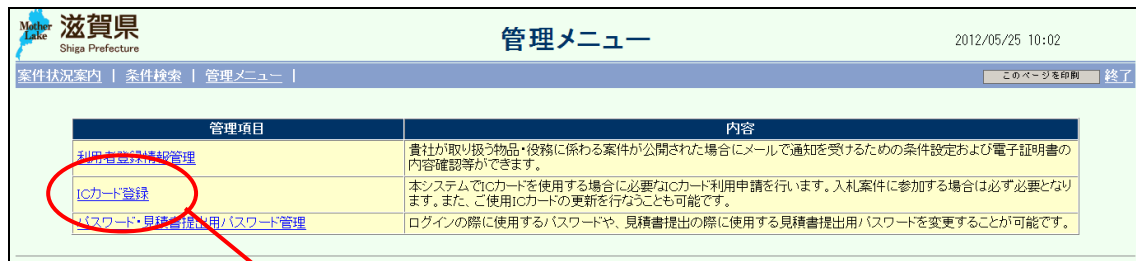 Mother Lake 滋賀県
Shiga Prefecture
管理メニュー
2012/05/25 10:02
案件状況案内 | 条件検索 | 管理メニュー |
このページを印刷 終了
管理項目 内容
利用者登録情報管理
貴社が取り扱う物品・役務に係わる案件が公開された場合にメールで通知を受けるための条件設定および電子証明書の
内容確認等ができます。
ICカード登録
本システムでICカードを使用する場合に必要なICカード利用申請を行います。入札案件に参加する場合は必ず必要となり
ます。また、ご使用ICカードの更新を行なうことも可能です。
パスワード・見積書提出用パスワード管理
ログインの際に使用するパスワードや、見積書提出の際に使用する見積書提出用パスワードを変更することが可能です。